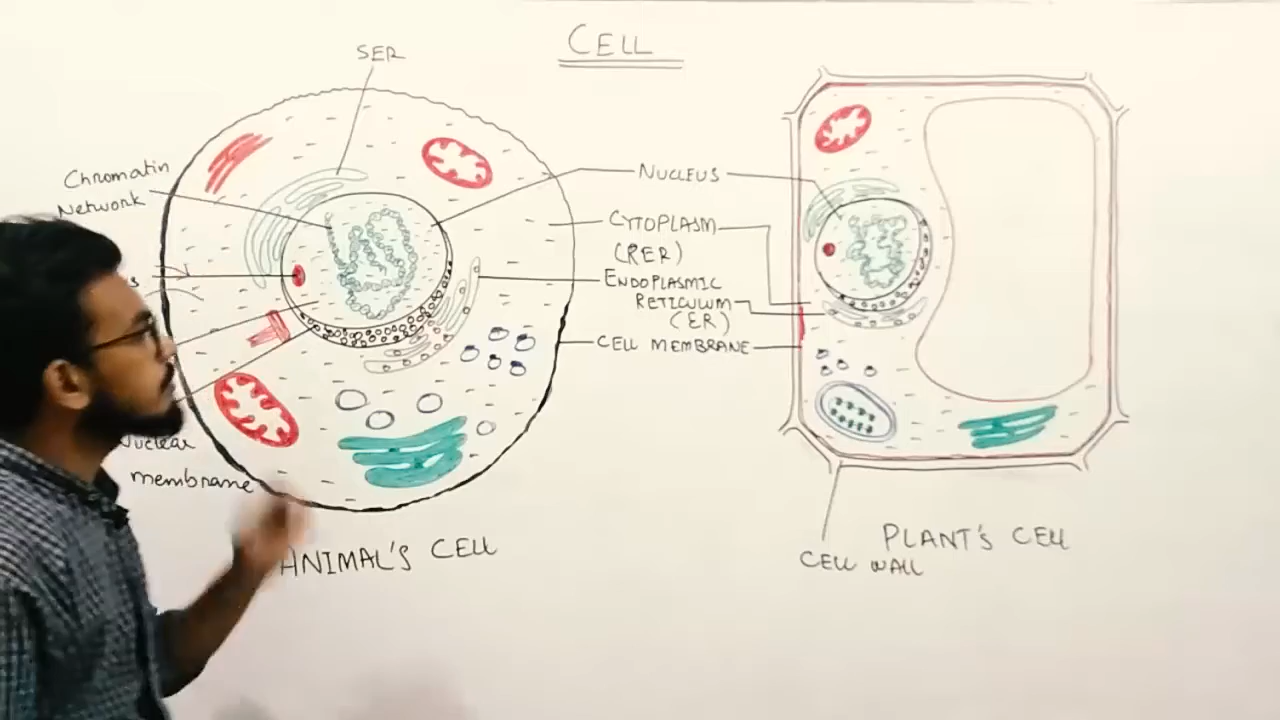 CELL
SER
Chromatin
Network
NUCLEUS
CYTOPLASM
(RER)
ENDOPLASMIC
RETICULUM
(ER)
CELL MEMBRANE
Nuclear
membrane
ANIMAL'S CELL
PLANT'S CELL
CELL WALL